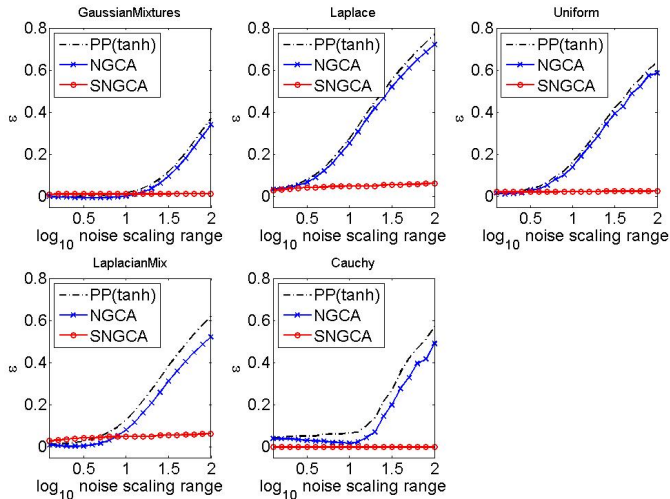 GaussianMixtures
0.8
0.6
0.4
0.2
0
ε
PP(tanh)
NGCA
SNGCA
0.5 1 1.5 2
log10 noise scaling range
Laplace
0.8
0.6
0.4
0.2
0
ε
PP(tanh)
NGCA
SNGCA
0.5 1 1.5 2
log10 noise scaling range
Uniform
0.8
0.6
0.4
0.2
0
ε
PP(tanh)
NGCA
SNGCA
0.5 1 1.5 2
log10 noise scaling range
LaplacianMix
0.8
0.6
0.4
0.2
0
ε
PP(tanh)
NGCA
SNGCA
0.5 1 1.5 2
log10 noise scaling range
Cauchy
0.8
0.6
0.4
0.2
0
ε
PP(tanh)
NGCA
SNGCA
0.5 1 1.5 2
log10 noise scaling range